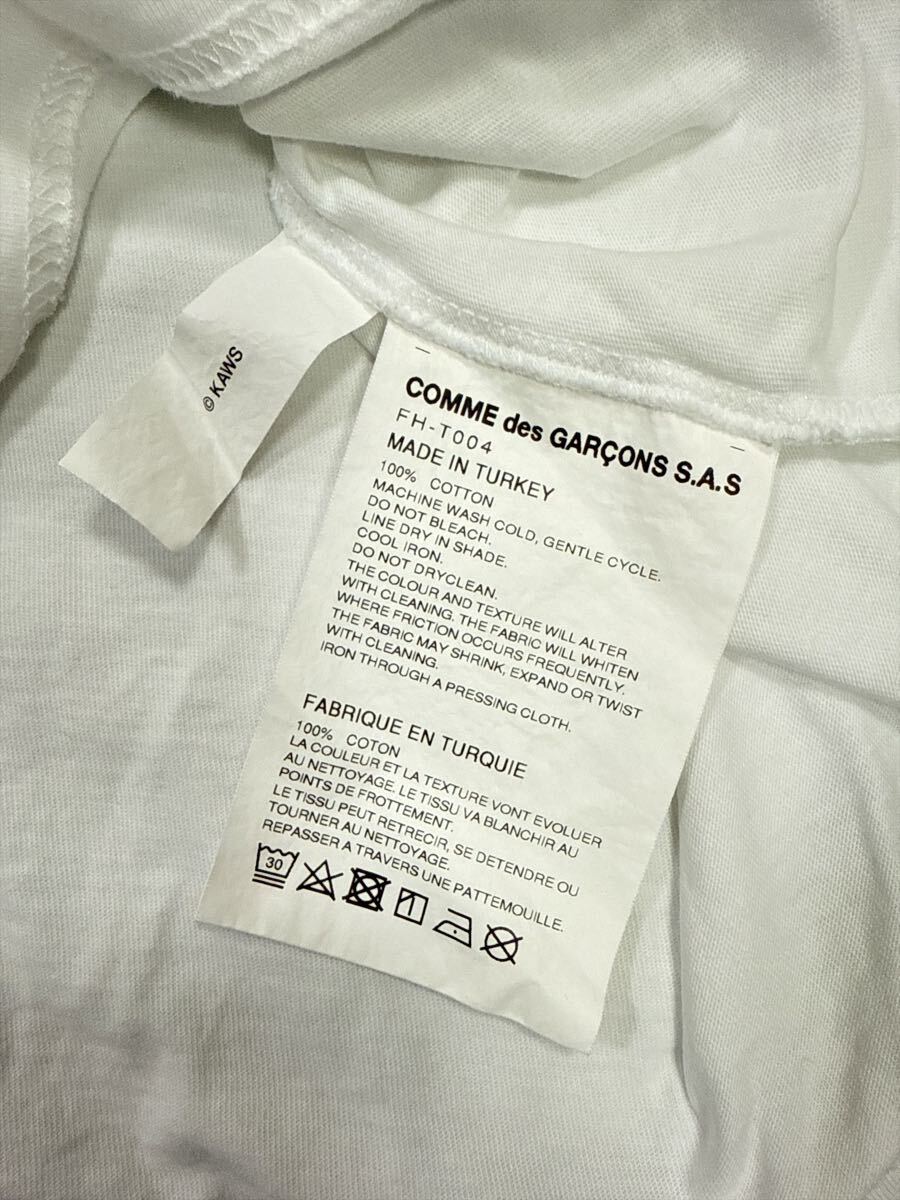 © KAWS
COMME des GARÇONS S.A.S
FH-T004
MADE IN TURKEY
100% COTTON
MACHINE WASH COLD, GENTLE CYCLE.
DO NOT BLEACH.
LINE DRY IN SHADE.
COOL IRON.
DO NOT DRYCLEAN.
THE COLOUR AND TEXTURE WILL ALTER
WITH CLEANING. THE FABRIC WILL WHITEN
WHERE FRICTION OCCURS FREQUENTLY.
THE FABRIC MAY SHRINK, EXPAND OR TWIST
WITH CLEANING.
IRON THROUGH A PRESSING CLOTH.
FABRIQUE EN TURQUIE
100% COTON
LA COULEUR ET LA TEXTURE VONT EVOLUER
AU NETTOYAGE. LE TISSU VA BLANCHIR AU
POINTS DE FROTTEMENT.
LE TISSU PEUT RETRECIR, SE DETENDRE OU
TOURNER AU NETTOYAGE.
REPASSER A TRAVERS UNE PATTEMOUILLE.
30